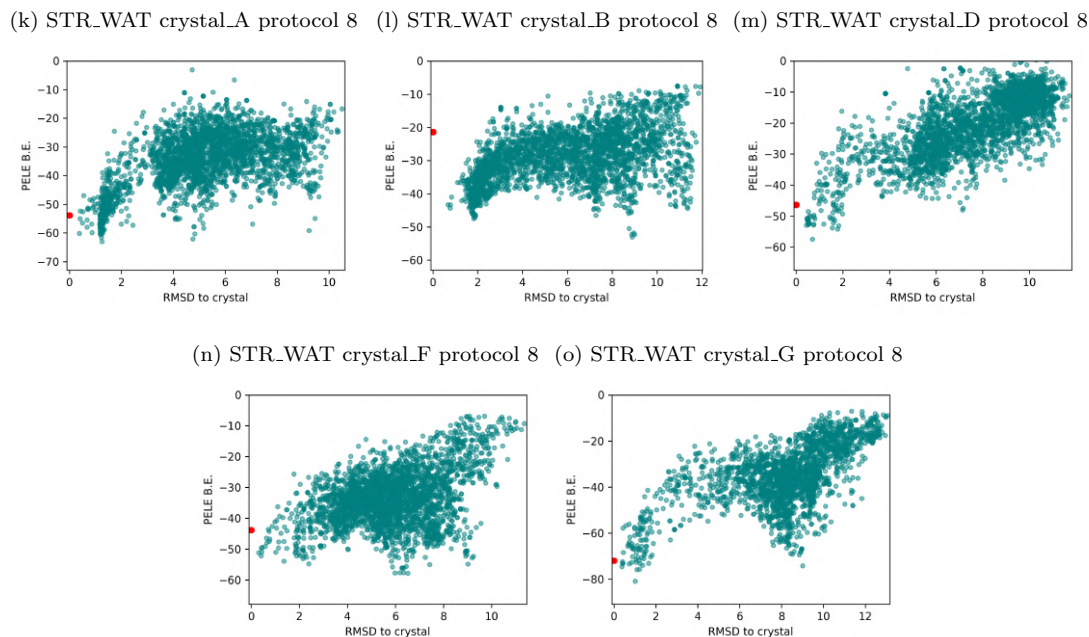 (k) STR_WAT crystal_A protocol 8 (l) STR_WAT crystal_B protocol 8 (m) STR_WAT crystal_D protocol 8
0
−10
−20
−30
−40
−50
−60
−70
PELE B.E.
0 2 4 6 8 10
RMSD to crystal
0
−10
−20
−30
−40
−50
−60
PELE B.E.
0 2 4 6 8 10 12
RMSD to crystal
0
−10
−20
−30
−40
−50
−60
PELE B.E.
0 2 4 6 8 10
RMSD to crystal
(n) STR_WAT crystal_F protocol 8 (o) STR_WAT crystal_G protocol 8
0
−10
−20
−30
−40
−50
−60
PELE B.E.
0 2 4 6 8 10
RMSD to crystal
0
−20
−40
−60
−80
PELE B.E.
0 2 4 6 8 10 12
RMSD to crystal